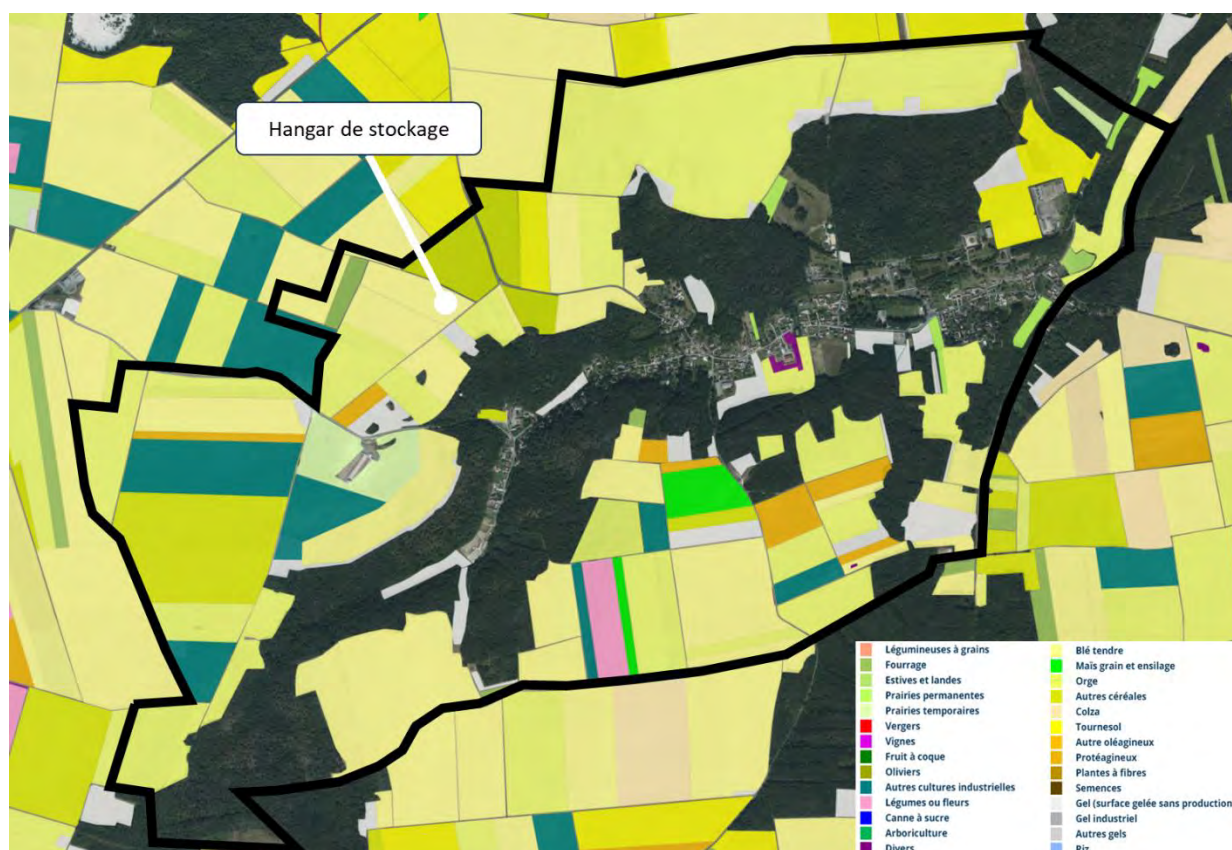 Hangar de stockage
Légumineuses à grains
Fourrage
Estives et landes
Prairies permanentes
Prairies temporaires
Vergers
Vignes
Fruit à coque
Oliviers
Autres cultures industrielles
Légumes ou fleurs
Canne à sucre
Arboriculture
Divers
Blé tendre
Maïs grain et ensilage
Orge
Autres céréales
Colza
Tournesol
Autre oléagineux
Protéagineux
Plantes à fibres
Semences
Gel (surface gelée sans production
Gel industriel
Autres gels
Riz